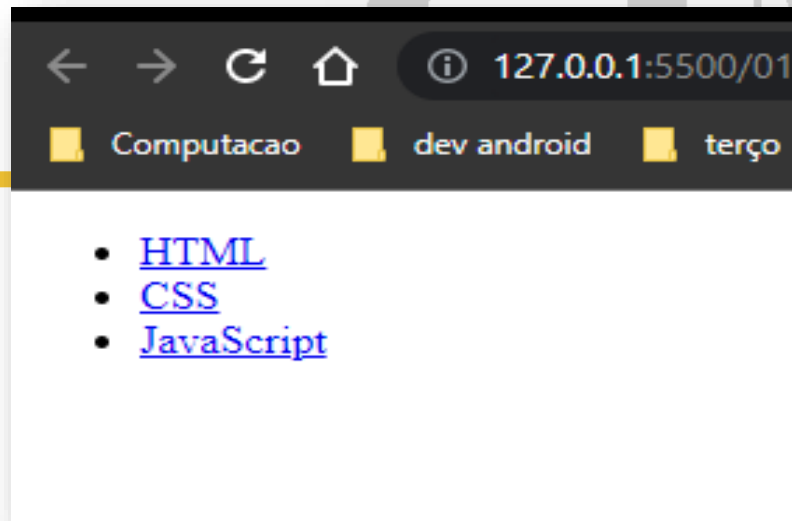 127.0.0.1:5500/01
Computacao dev android terço
HTML
CSS
JavaScript